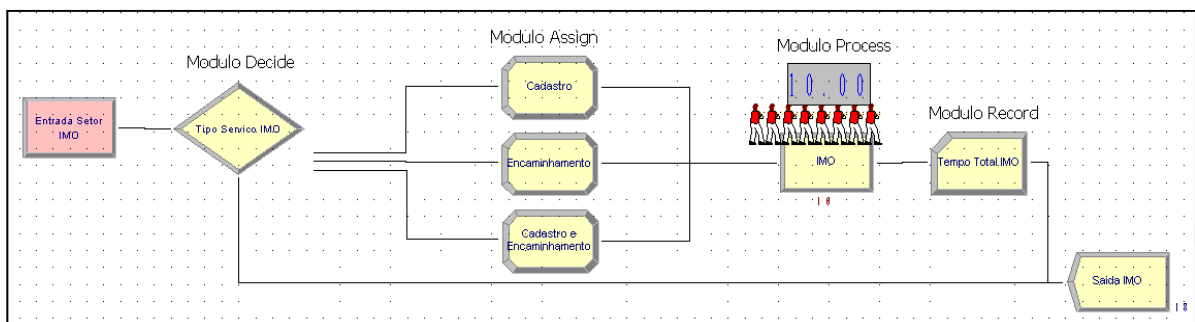 Modulo Decide
Modulo Assign
Modulo Process
Modulo Record
10.00
Entrada Setor
IMO
Tipo Servico IMO
Cadastro
Encaminhamento
Cadastro e
Encaminhamento
IMO
Tempo Total.IMO
Saida IMO